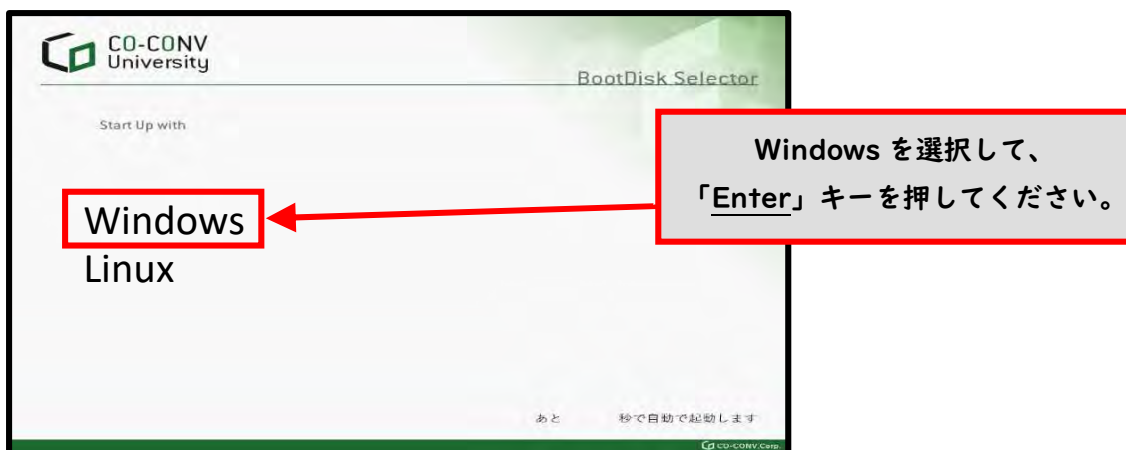 CO-CONV
University
BootDisk Selector
Start Up with
Windows を選択して、
「Enter」キーを押してください。
Windows
Linux
あと 秒で自動で起動します
CO-CONV,Corp.